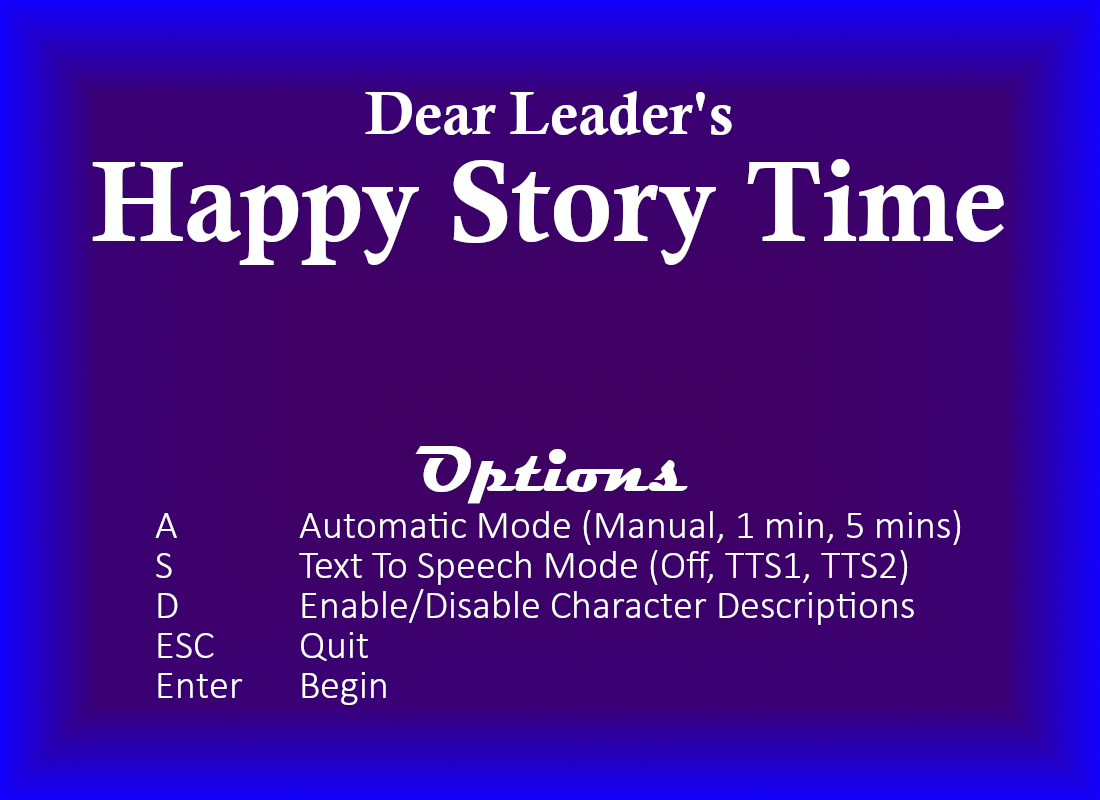 Dear Leader's
Happy Story Time
Options
A Automatic Mode (Manual, 1 min, 5 mins)
S Text To Speech Mode (Off, TTS1, TTS2)
D Enable/Disable Character Descriptions
ESC Quit
Enter Begin